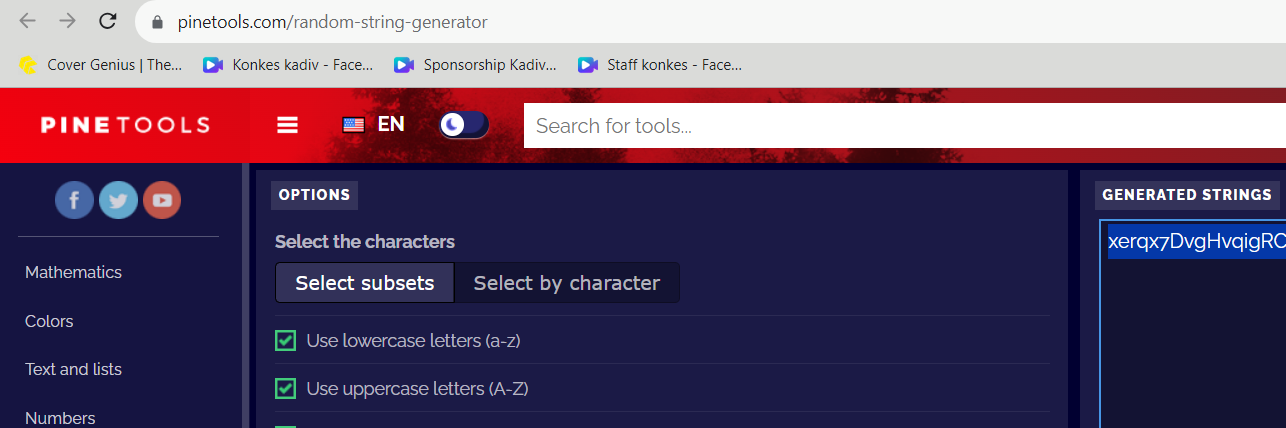 pinetools.com/random-string-generator
Cover Genius | The... Konkes kadiv - Face... Sponsorship Kadiv... Staff konkes - Face...
PINETOOLS EN Search for tools...
OPTIONS
Select the characters
Select subsets Select by character
Use lowercase letters (a-z)
Use uppercase letters (A-Z)
GENERATED STRINGS
xerqx7DvgHvqigRC
Mathematics
Colors
Text and lists
Numbers